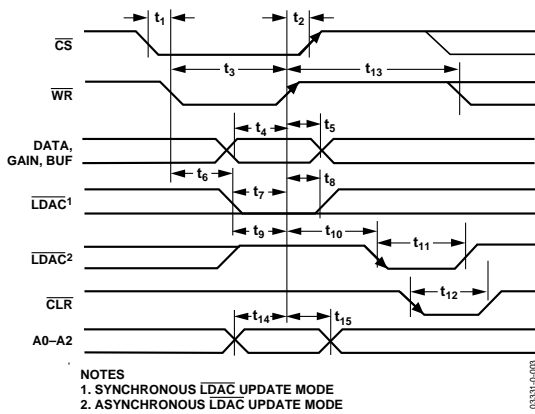 t1
t2
CS
t3
t13
WR
t4
t5
DATA,
GAIN, BUF
t6
t7
t8
LDAC1
t9
t10
t11
LDAC2
t12
CLR
t14
t15
A0–A2
NOTES
1. SYNCHRONOUS LDAC UPDATE MODE
2. ASYNCHRONOUS LDAC UPDATE MODE
03331-0-003